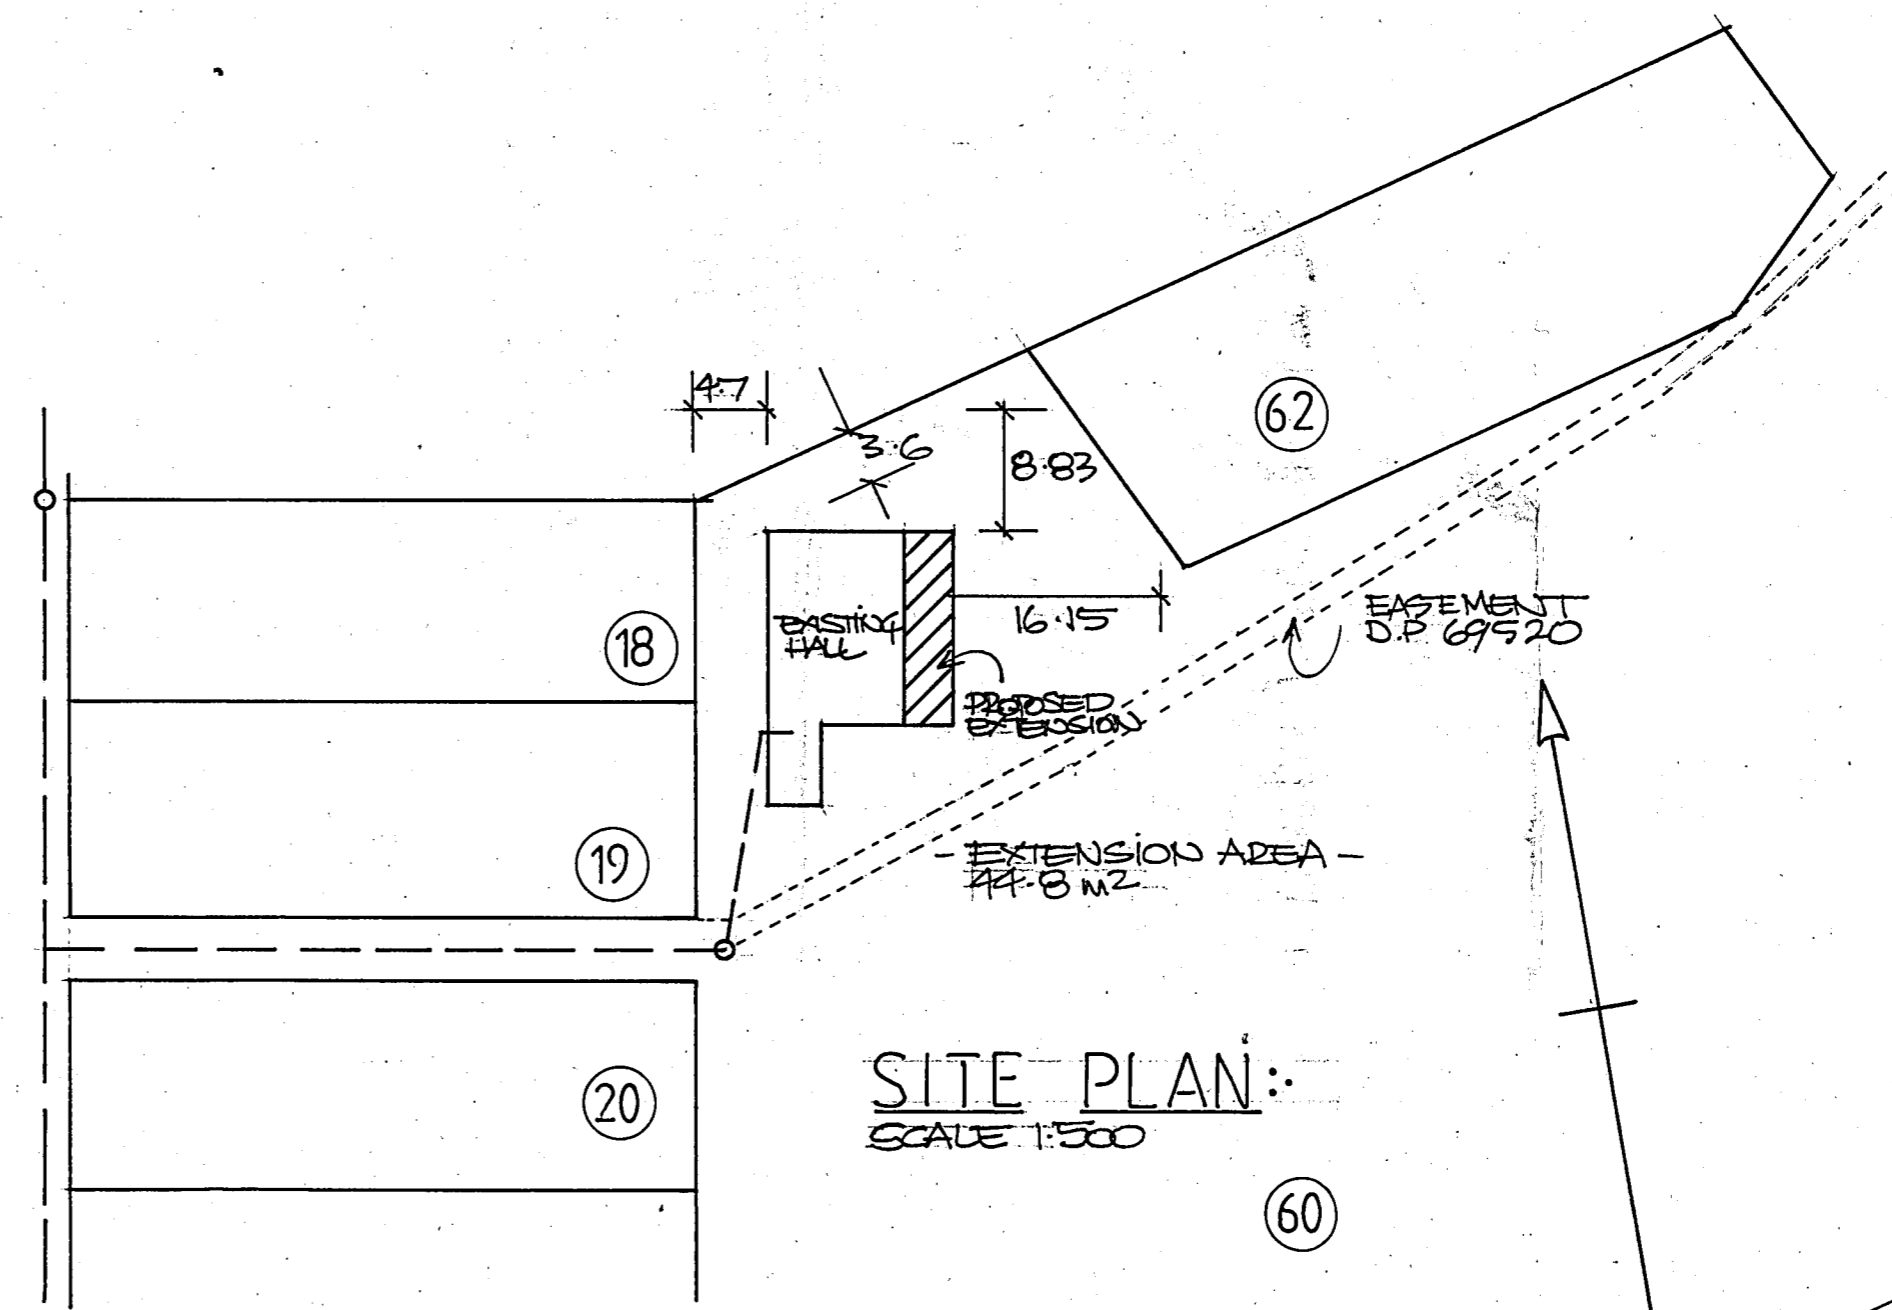 4.7
3.6
8.83
62
18
EXISTING
HALL
16.15
EASEMENT
D.P. 69520
PROPOSED
EXTENSION
19
- EXTENSION AREA -
44.8 m2
20
SITE PLAN:
SCALE 1:500
60